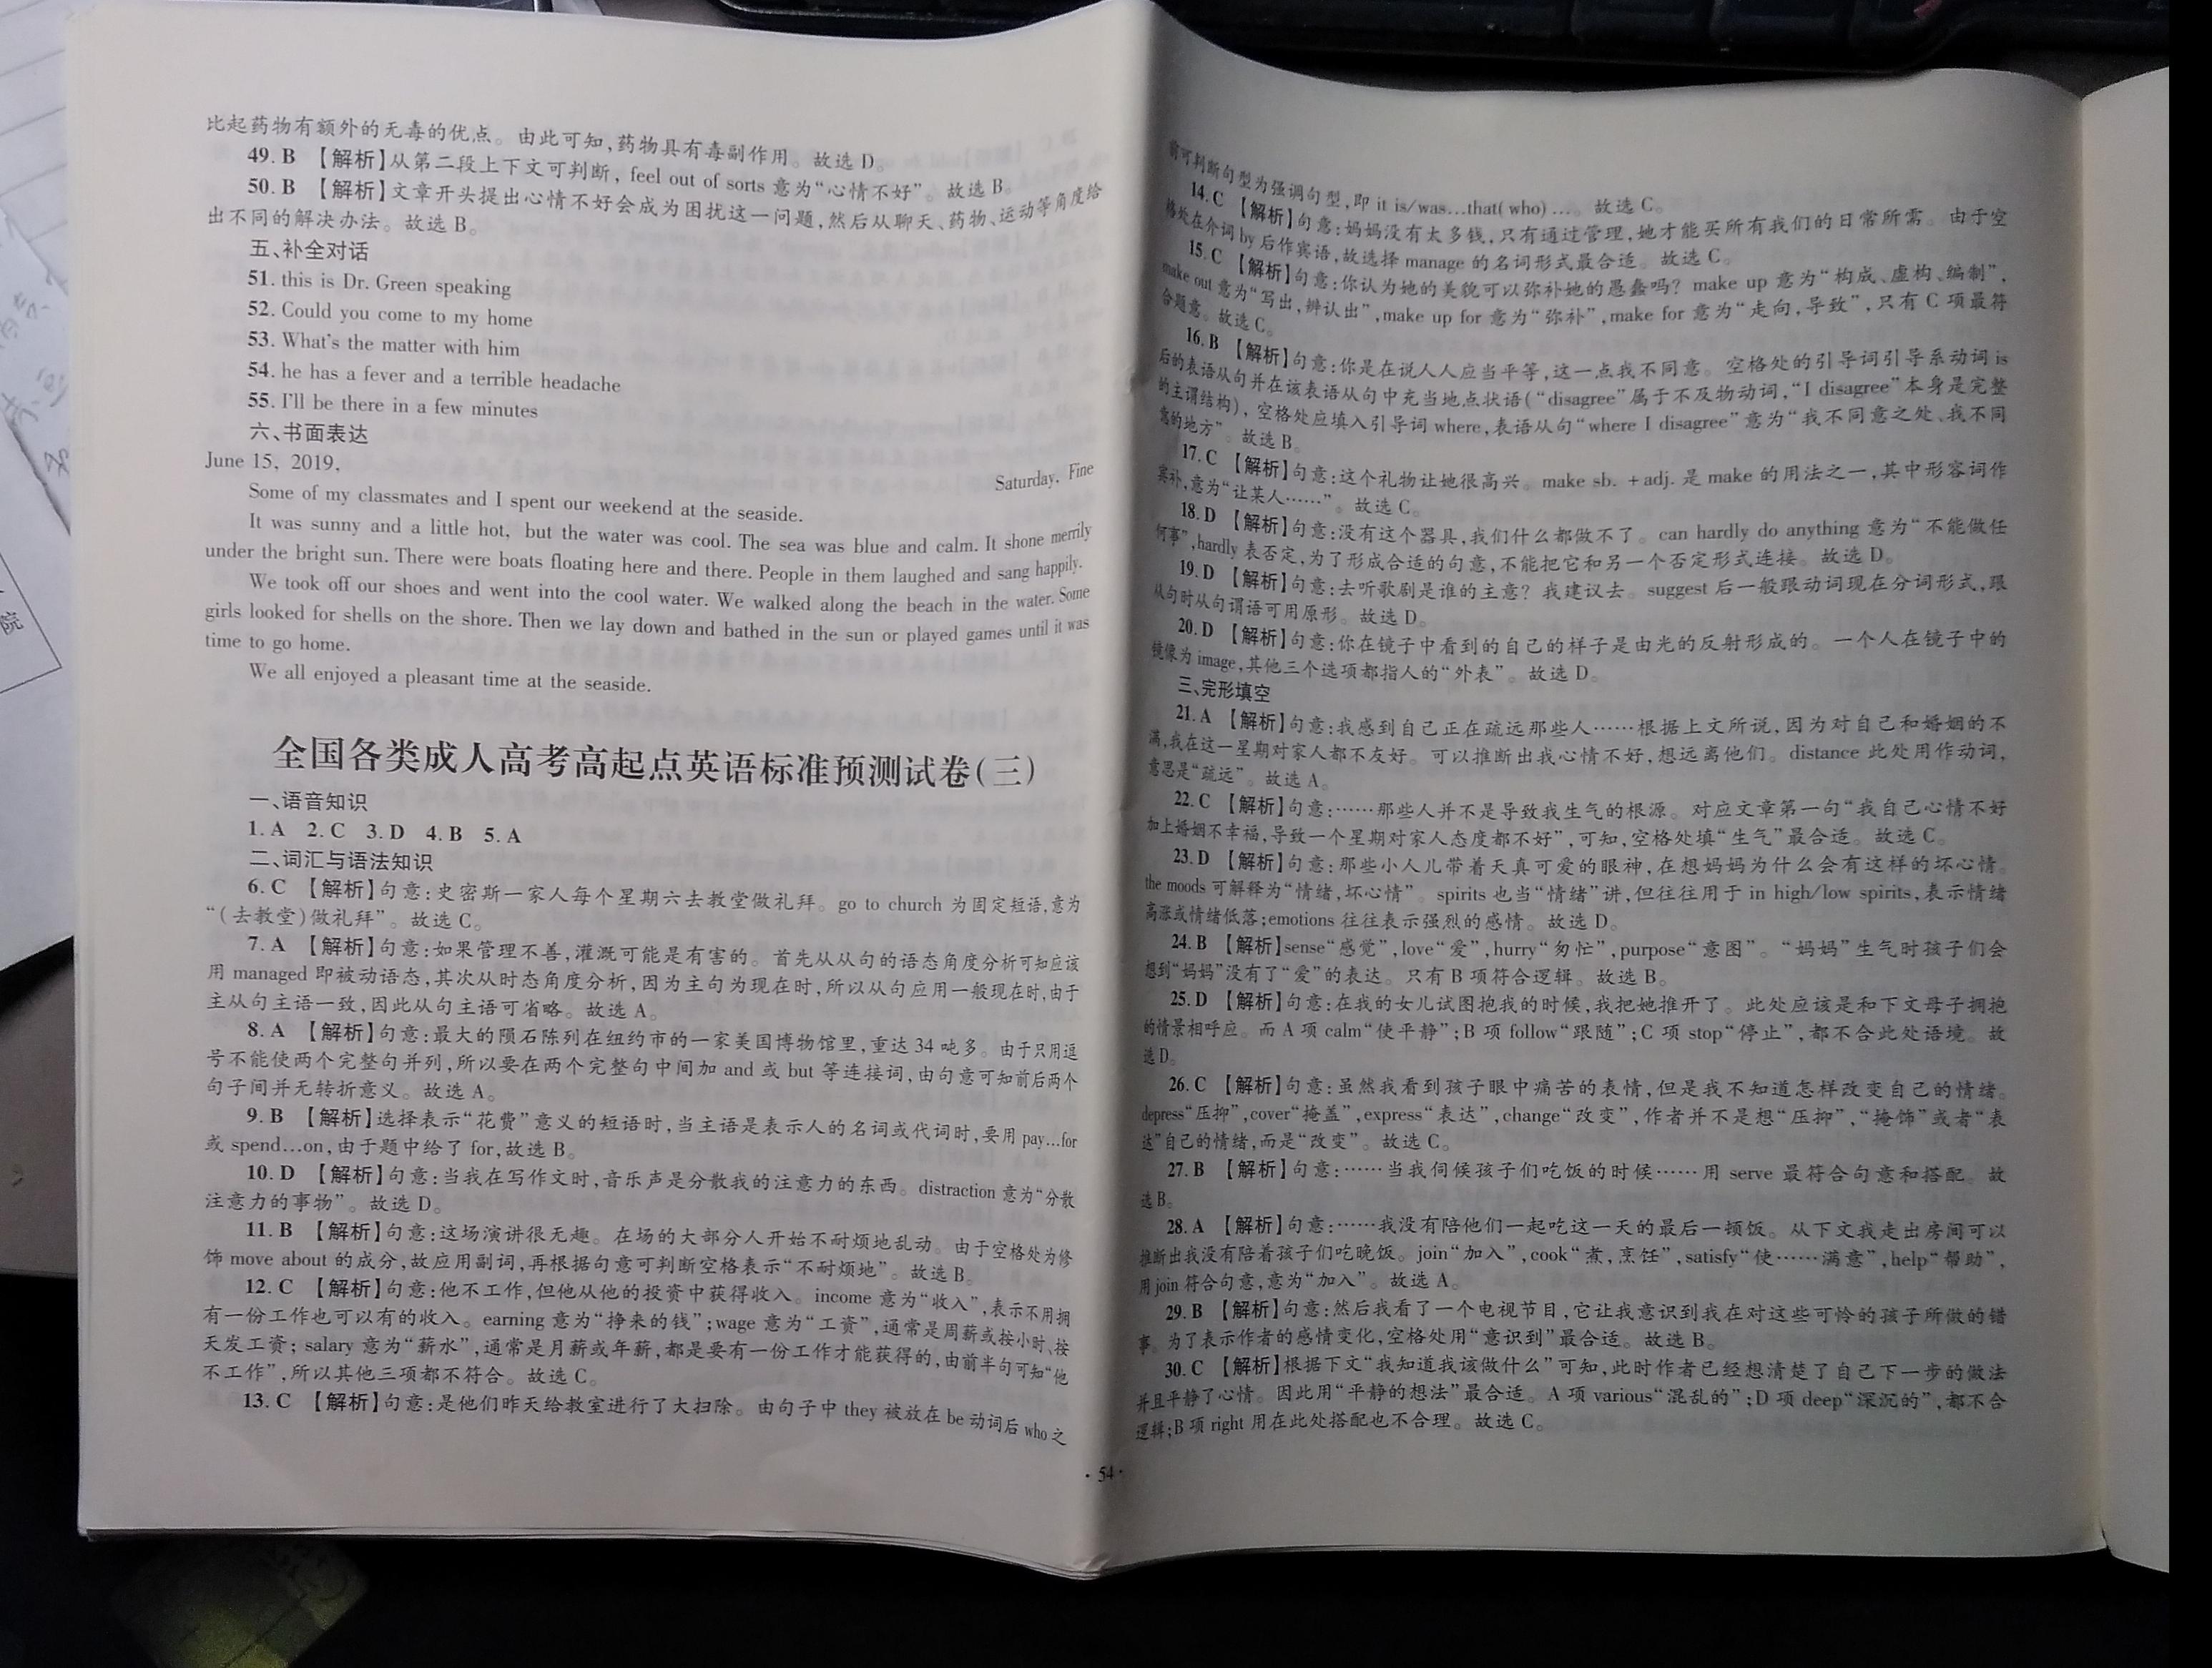 比起药物有额外的无毒的优点。由此可知,药物具有毒副作用。故选 D。
49. B 【解析】从第二段上下文可判断, feel out of sorts 意为“心情不好”。故选 B。
50. B 【解析】文章开头提出心情不好会成为困扰这一问题,然后从聊天、药物、运动等角度给
出不同的解决办法。故选 B。
五、补全对话
51. this is Dr. Green speaking
52. Could you come to my home
53. What's the matter with him
54. he has a fever and a terrible headache
55. I'll be there in a few minutes
六、书面表达
June 15, 2019,
Saturday, Fine
Some of my classmates and I spent our weekend at the seaside.
It was sunny and a little hot, but the water was cool. The sea was blue and calm. It shone merrily
under the bright sun. There were boats floating here and there. People in them laughed and sang happily.
We took off our shoes and went into the cool water. We walked along the beach in the water. Some
girls looked for shells on the shore. Then we lay down and bathed in the sun or played games until it was
time to go home.
We all enjoyed a pleasant time at the seaside.
全国各类成人高考高起点英语标准预测试卷(三)
一、语音知识
1. A 2. C 3. D 4. B 5. A
二、词汇与语法知识
6. C 【解析】句意:史密斯一家人每个星期六去教堂做礼拜。go to church 为固定短语,意为
“(去教堂)做礼拜”。故选 C。
7. A 【解析】句意:如果管理不善,灌溉可能是有害的。首先从从句的语态角度分析可知应该
用 managed 即被动语态,其次从时态角度分析,因为主句为现在时,所以从句应用一般现在时,由于
主从句主语一致,因此从句主语可省略。故选 A。
8. A 【解析】句意:最大的陨石陈列在纽约市的一家美国博物馆里,重达 34 吨多。由于只用逗
号不能使两个完整句并列,所以要在两个完整句中间加 and 或 but 等连接词,由句意可知前后两个
句子间并无转折意义。故选 A。
9. B 【解析】选择表示“花费”意义的短语时,当主语是表示人的名词或代词时,要用 pay…for
或 spend…on,由于题中给了 for,故选 B。
10. D 【解析】句意:当我在写作文时,音乐声是分散我的注意力的东西。distraction 意为“分散
注意力的事物”。故选 D。
11. B 【解析】句意:这场演讲很无趣。在场的大部分人开始不耐烦地乱动。由于空格处为修
饰 move about 的成分,故应用副词,再根据句意可判断空格表示“不耐烦地”。故选 B。
12. C 【解析】句意:他不工作,但他从他的投资中获得收入。income 意为“收入”,表示不用拥
有一份工作也可以有的收入。earning 意为“挣来的钱”;wage 意为“工资”,通常是周薪或按小时、按
天发工资; salary 意为“薪水”,通常是月薪或年薪,都是要有一份工作才能获得的,由前半句可知“他
不工作”,所以其他三项都不符合。故选 C。
13. C 【解析】句意:是他们昨天给教室进行了大扫除。由句子中 they 被放在 be 动词后 who 之
前可判断句型为强调句型,即 it is/was…that( who) …。故选 C。
14. C 【解析】句意:妈妈没有太多钱,只有通过管理,她才能买所有我们的日常所需。由于空
格处在介词 by 后作宾语,故选择 manage 的名词形式最合适。故选 C。
15. C 【解析】句意:你认为她的美貌可以弥补她的愚蠢吗? make up 意为“构成、虚构、编制”,
make out 意为“写出,辨认出”,make up for 意为“弥补”,make for 意为“走向,导致”,只有 C 项最符
合题意。故选 C。
16. B 【解析】句意:你是在说人人应当平等,这一点我不同意。空格处的引导词引导系动词 is
后的表语从句并在该表语从句中充当地点状语(“disagree”属于不及物动词,“I disagree”本身是完整
的主谓结构),空格处应填入引导词 where,表语从句“where I disagree”意为“我不同意之处、我不同
意的地方”。故选 B。
17. C 【解析】句意:这个礼物让她很高兴。make sb. +adj. 是 make 的用法之一,其中形容词作
宾补,意为“让某人……”。故选 C。
18. D 【解析】句意:没有这个器具,我们什么都做不了。can hardly do anything 意为“不能做任
何事”,hardly 表否定,为了形成合适的句意,不能把它和另一个否定形式连接。故选 D。
19. D 【解析】句意:去听歌剧是谁的主意?我建议去。suggest 后一般跟动词现在分词形式,跟
从句时从句谓语可用原形。故选 D。
20. D 【解析】句意:你在镜子中看到的自己的样子是由光的反射形成的。一个人在镜子中的
镜像为 image,其他三个选项都指人的“外表”。故选 D。
三、完形填空
21. A 【解析】句意:我感到自己正在疏远那些人……根据上文所说,因为对自己和婚姻的不
满,我在这一星期对家人都不友好。可以推断出我心情不好,想远离他们。distance 此处用作动词,
意思是“疏远”。故选 A。
22. C 【解析】句意:……那些人并不是导致我生气的根源。对应文章第一句“我自己心情不好
加上婚姻不幸福,导致一个星期对家人态度都不好”,可知,空格处填“生气”最合适。故选 C。
23. D 【解析】句意:那些小人儿带着天真可爱的眼神,在想妈妈为什么会有这样的坏心情。
the moods 可解释为“情绪,坏心情”。spirits 也当“情绪”讲,但往往用于 in high/low spirits,表示情绪
高涨或情绪低落;emotions 往往表示强烈的感情。故选 D。
24. B 【解析】sense“感觉”,love“爱”,hurry“匆忙”,purpose“意图”。“妈妈”生气时孩子们会
想到“妈妈”没有了“爱”的表达。只有 B 项符合逻辑。故选 B。
25. D 【解析】句意:在我的女儿试图抱我的时候,我把她推开了。此处应该是和下文母子拥抱
的情景相呼应。而 A 项 calm“使平静”;B 项 follow“跟随”;C 项 stop“停止”,都不合此处语境。故
选 D。
26. C 【解析】句意:虽然我看到孩子眼中痛苦的表情,但是我不知道怎样改变自己的情绪。
depress“压抑”,cover“掩盖”,express“表达”,change“改变”,作者并不是想“压抑”,“掩饰”或者“表
达”自己的情绪,而是“改变”。故选 C。
27. B 【解析】句意:……当我伺候孩子们吃饭的时候……用 serve 最符合句意和搭配。故
选 B。
28. A 【解析】句意:……我没有陪他们一起吃这一天的最后一顿饭。从下文我走出房间可以
推断出我没有陪着孩子们吃晚饭。join“加入”,cook“煮,烹饪”,satisfy“使……满意”,help“帮助”,
用 join 符合句意,意为“加入”。故选 A。
29. B 【解析】句意:然后我看了一个电视节目,它让我意识到我在对这些可怜的孩子所做的错
事。为了表示作者的感情变化,空格处用“意识到”最合适。故选 B。
30. C 【解析】根据下文“我知道我该做什么”可知,此时作者已经想清楚了自己下一步的做法
并且平静了心情。因此用“平静的想法”最合适。A 项 various“混乱的”;D 项 deep“深沉的”,都不合
逻辑;B 项 right 用在此处搭配也不合理。故选 C。
· 54 ·